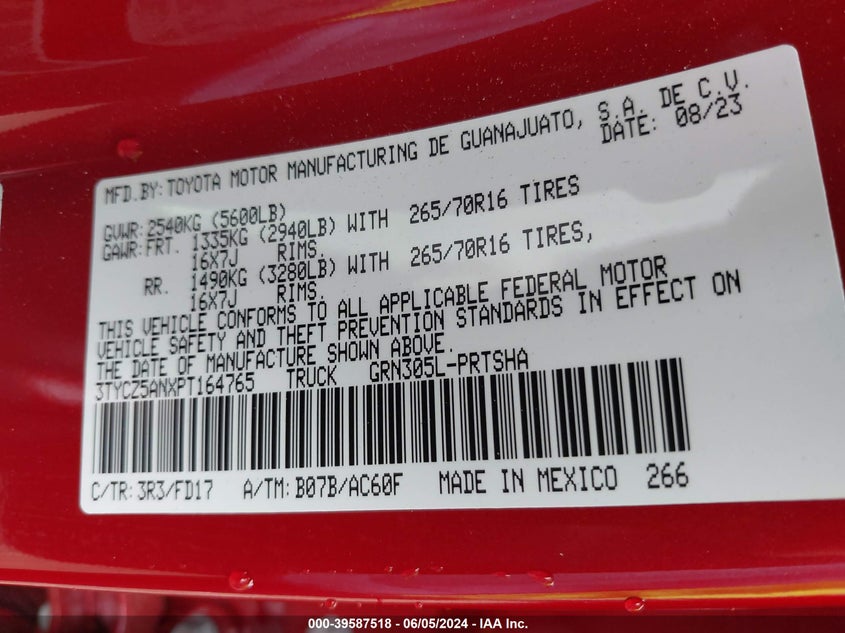 MFD.BY: TOYOTA MOTOR MANUFACTURING DE GUANAJUATO, S.A. DE C.V.
DATE: 08/23
GVWR: 2540KG (5600LB)
GAWR: FRT. 1335KG (2940LB) WITH 265/70R16 TIRES
16X7J RIMS.
RR. 1490KG (3280LB) WITH 265/70R16 TIRES,
16X7J RIMS.
THIS VEHICLE CONFORMS TO ALL APPLICABLE FEDERAL MOTOR
VEHICLE SAFETY AND THEFT PREVENTION STANDARDS IN EFFECT ON
THE DATE OF MANUFACTURE SHOWN ABOVE.
3TYCZ5ANXPT164765 TRUCK GRN305L-PRTSHA
C/TR: 3R3/FD17 A/TM: B07B/AC60F MADE IN MEXICO 266
000-39587518 - 06/05/2024 - IAA Inc.